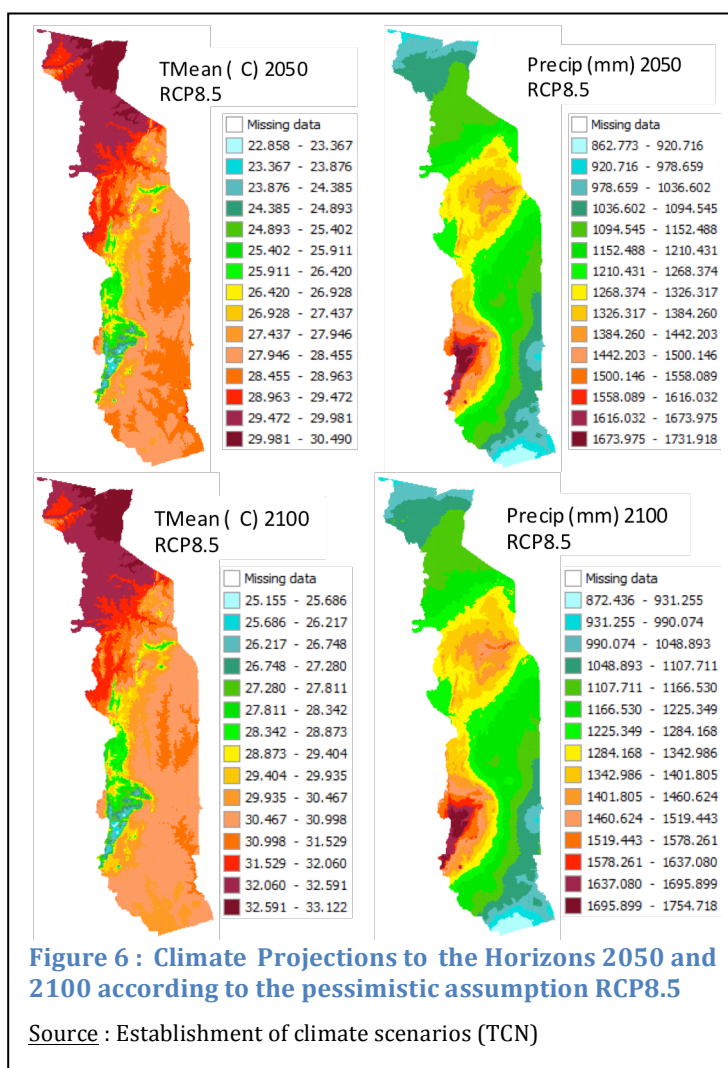 TMean ( C) 2050
RCP8.5
Missing data
22.858 - 23.367
23.367 - 23.876
23.876 - 24.385
24.385 - 24.893
24.893 - 25.402
25.402 - 25.911
25.911 - 26.420
26.420 - 26.928
26.928 - 27.437
27.437 - 27.946
27.946 - 28.455
28.455 - 28.963
28.963 - 29.472
29.472 - 29.981
29.981 - 30.490
Precip (mm) 2050
RCP8.5
Missing data
862.773 - 920.716
920.716 - 978.659
978.659 - 1036.602
1036.602 - 1094.545
1094.545 - 1152.488
1152.488 - 1210.431
1210.431 - 1268.374
1268.374 - 1326.317
1326.317 - 1384.260
1384.260 - 1442.203
1442.203 - 1500.146
1500.146 - 1558.089
1558.089 - 1616.032
1616.032 - 1673.975
1673.975 - 1731.918
TMean ( C) 2100
RCP8.5
Missing data
25.155 - 25.686
25.686 - 26.217
26.217 - 26.748
26.748 - 27.280
27.280 - 27.811
27.811 - 28.342
28.342 - 28.873
28.873 - 29.404
29.404 - 29.935
29.935 - 30.467
30.467 - 30.998
30.998 - 31.529
31.529 - 32.060
32.060 - 32.591
32.591 - 33.122
Precip (mm) 2100
RCP8.5
Missing data
872.436 - 931.255
931.255 - 990.074
990.074 - 1048.893
1048.893 - 1107.711
1107.711 - 1166.530
1166.530 - 1225.349
1225.349 - 1284.168
1284.168 - 1342.986
1342.986 - 1401.805
1401.805 - 1460.624
1460.624 - 1519.443
1519.443 - 1578.261
1578.261 - 1637.080
1637.080 - 1695.899
1695.899 - 1754.718
Figure 6 : Climate Projections to the Horizons 2050 and
2100 according to the pessimistic assumption RCP8.5
Source : Establishment of climate scenarios (TCN)